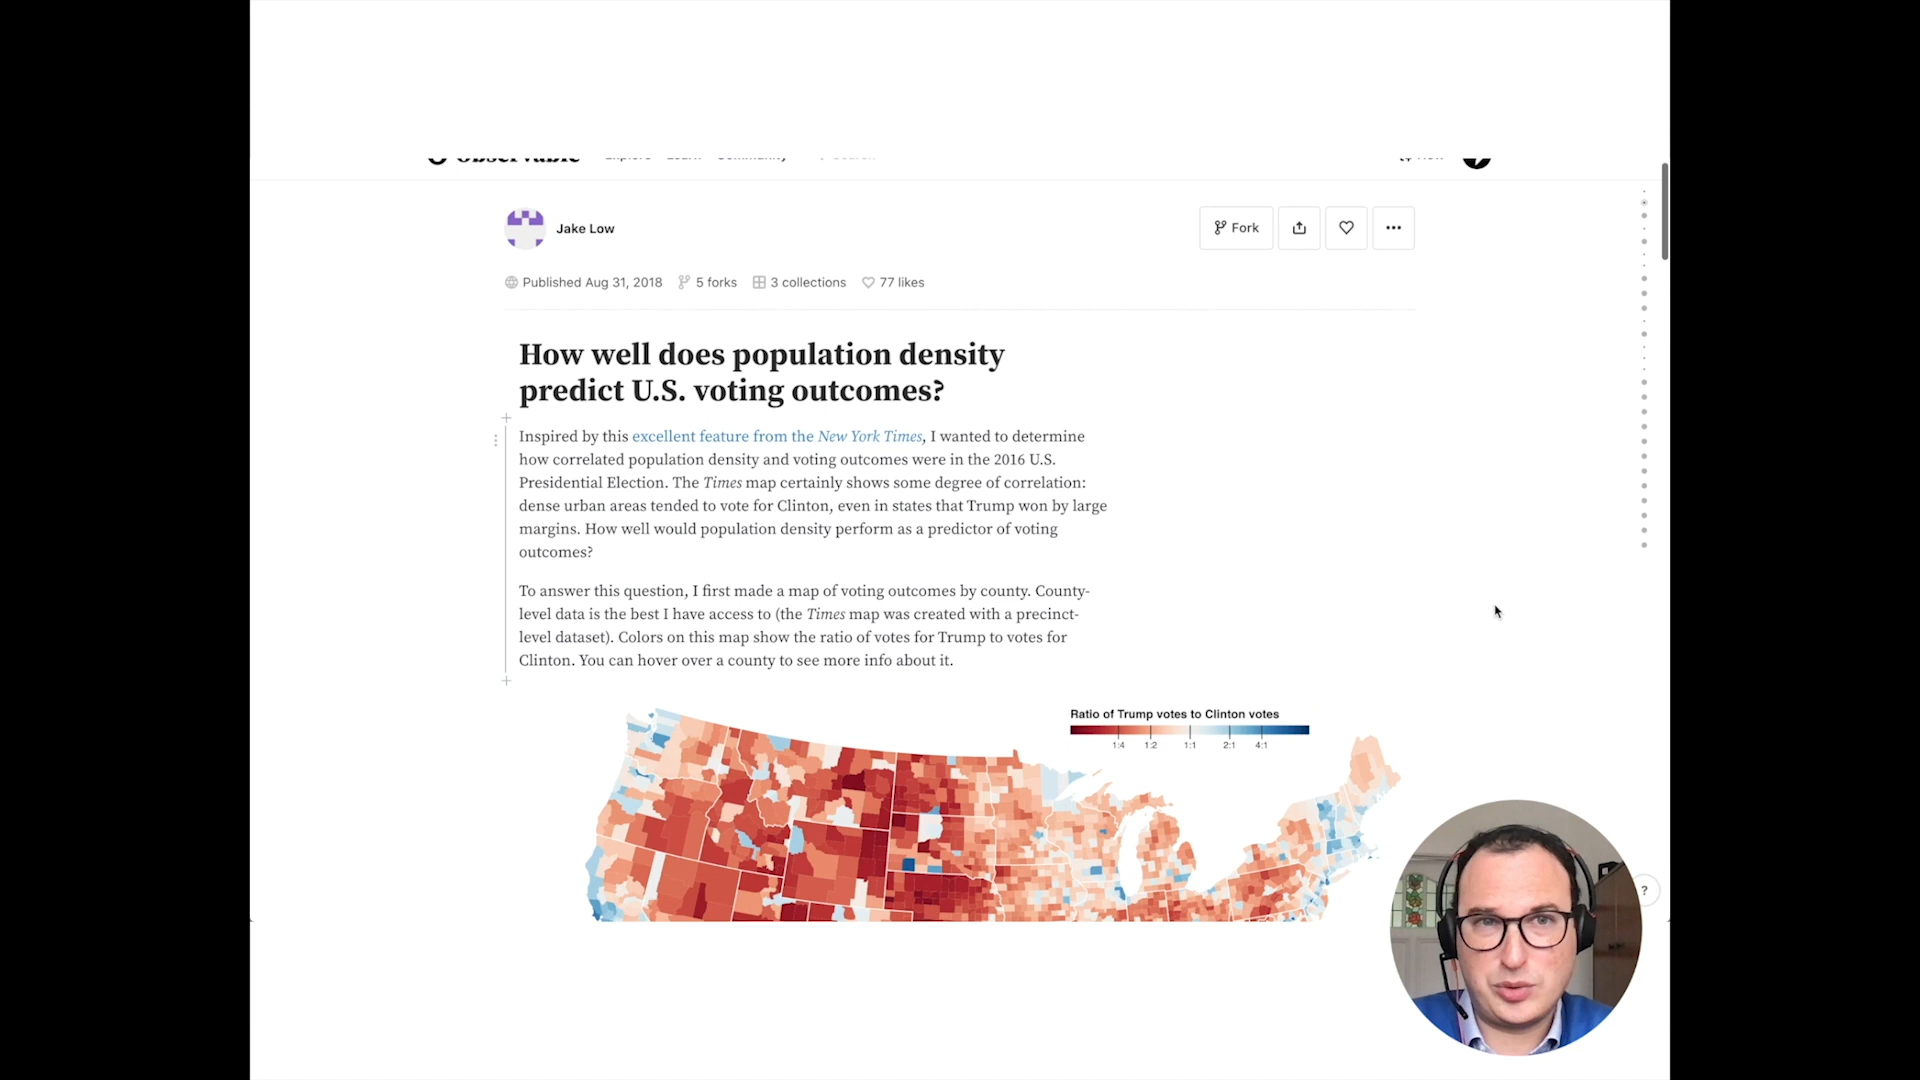 Jake Low
Fork
Published Aug 31, 2018 5 forks 3 collections 77 likes
How well does population density
predict U.S. voting outcomes?
Inspired by this excellent feature from the New York Times, I wanted to determine
how correlated population density and voting outcomes were in the 2016 U.S.
Presidential Election. The Times map certainly shows some degree of correlation:
dense urban areas tended to vote for Clinton, even in states that Trump won by large
margins. How well would population density perform as a predictor of voting
outcomes?
To answer this question, I first made a map of voting outcomes by county. County-
level data is the best I have access to (the Times map was created with a precinct-
level dataset). Colors on this map show the ratio of votes for Trump to votes for
Clinton. You can hover over a county to see more info about it.
Ratio of Trump votes to Clinton votes
1:4 1:2 1:1 2:1 4:1
?